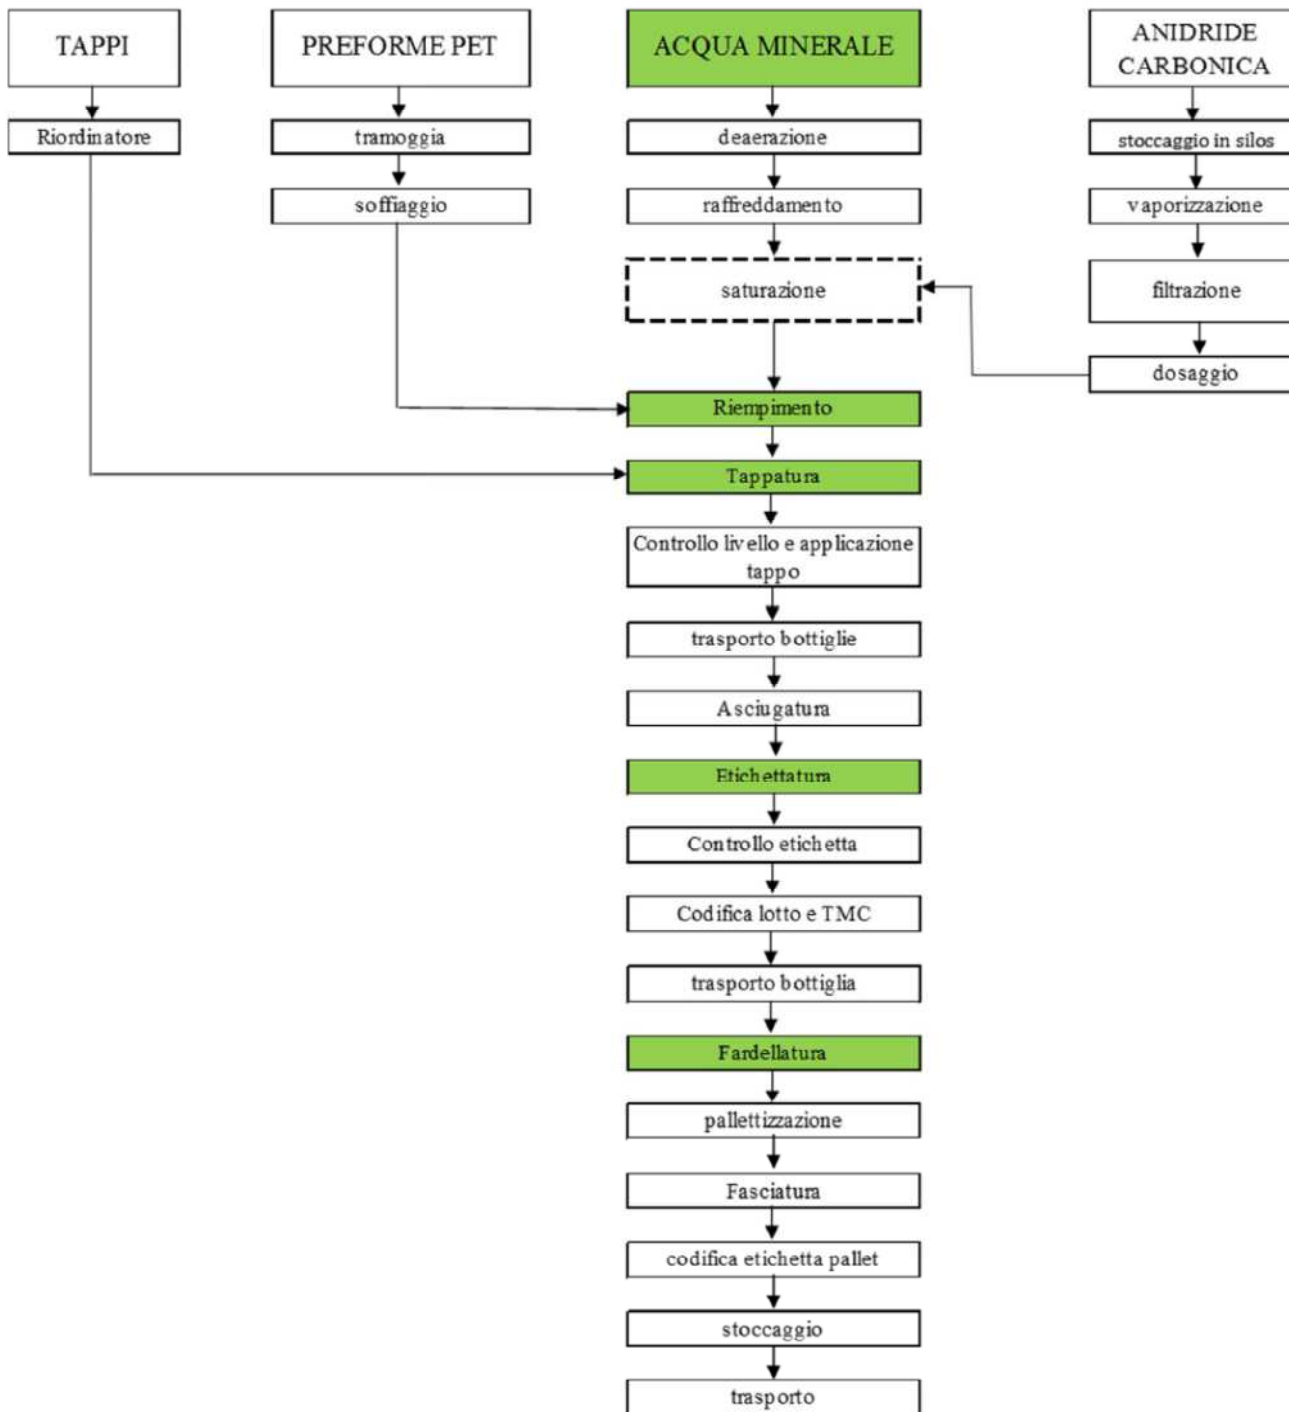 TAPPI
PREFORME PET
ACQUA MINERALE
ANIDRIDE
CARBONICA
Riordinatore
tramoggia
deaerazione
stoccaggio in silos
soffiaggio
raffreddamento
vaporizzazione
saturazione
filtrazione
dosaggio
Riempimento
Tappatura
Controllo livello e applicazione
tappo
trasporto bottiglie
Asciugatura
Etichettatura
Controllo etichetta
Codifica lotto e TMC
trasporto bottiglia
Fardellatura
pallettizzazione
Fasciatura
codifica etichetta pallet
stoccaggio
trasporto